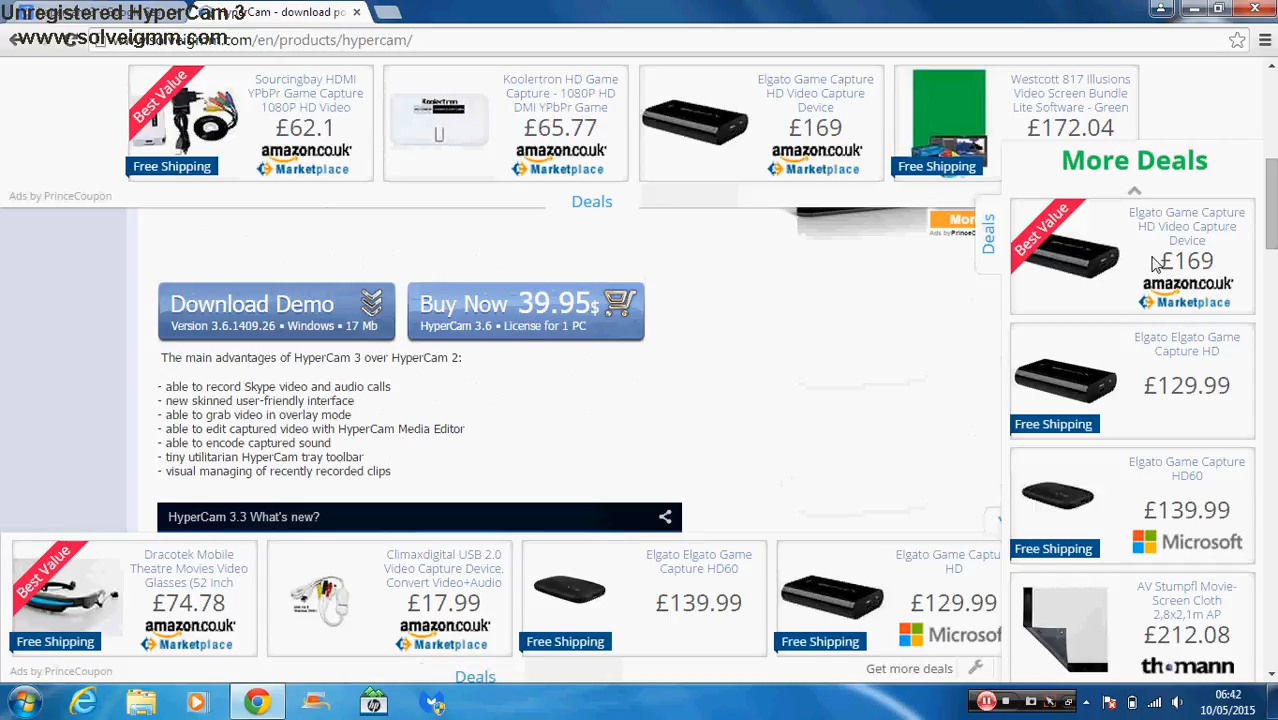 Unregistered HyperCam 3
HyperCam - download po
www.solveigmm.com/en/products/hypercam/
Best Value
Sourcingbay HDMI
YPbPr Game Capture
1080P HD Video
£62.1
amazon.co.uk
Marketplace
Free Shipping
Koolertron HD Game
Capture - 1080P HD
DMI YPbPr Game
£65.77
amazon.co.uk
Marketplace
Elgato Game Capture
HD Video Capture
Device
£169
amazon.co.uk
Marketplace
Westcott 817 Illusions
Video Screen Bundle
Lite Software - Green
£172.04
Free Shipping
Ads by PrinceCoupon
Deals
More Deals
Deals
Best Value
Elgato Game Capture
HD Video Capture
Device
£169
amazon.co.uk
Marketplace
Elgato Elgato Game
Capture HD
£129.99
Free Shipping
Elgato Game Capture
HD60
£139.99
Free Shipping
Microsoft
AV Stumpfl Movie-
Screen Cloth
2,8x2,1m AP
£212.08
thomann
Mor
Ads by Prince
Download Demo
Version 3.6.1409.26 • Windows • 17 Mb
Buy Now 39.95$
HyperCam 3.6 • License for 1 PC
The main advantages of HyperCam 3 over HyperCam 2:
- able to record Skype video and audio calls
- new skinned user-friendly interface
- able to grab video in overlay mode
- able to edit captured video with HyperCam Media Editor
- able to encode captured sound
- tiny utilitarian HyperCam tray toolbar
- visual managing of recently recorded clips
HyperCam 3.3 What's new?
Best Value
Dracotek Mobile
Theatre Movies Video
Glasses (52 Inch
£74.78
amazon.co.uk
Marketplace
Free Shipping
Climaxdigital USB 2.0
Video Capture Device.
Convert Video+Audio
£17.99
amazon.co.uk
Marketplace
Elgato Elgato Game
Capture HD60
£139.99
Free Shipping
Elgato Game Captu
HD
£129.99
Free Shipping
Microso
Ads by PrinceCoupon
Deals
Get more deals
hp
06:42
10/05/2015